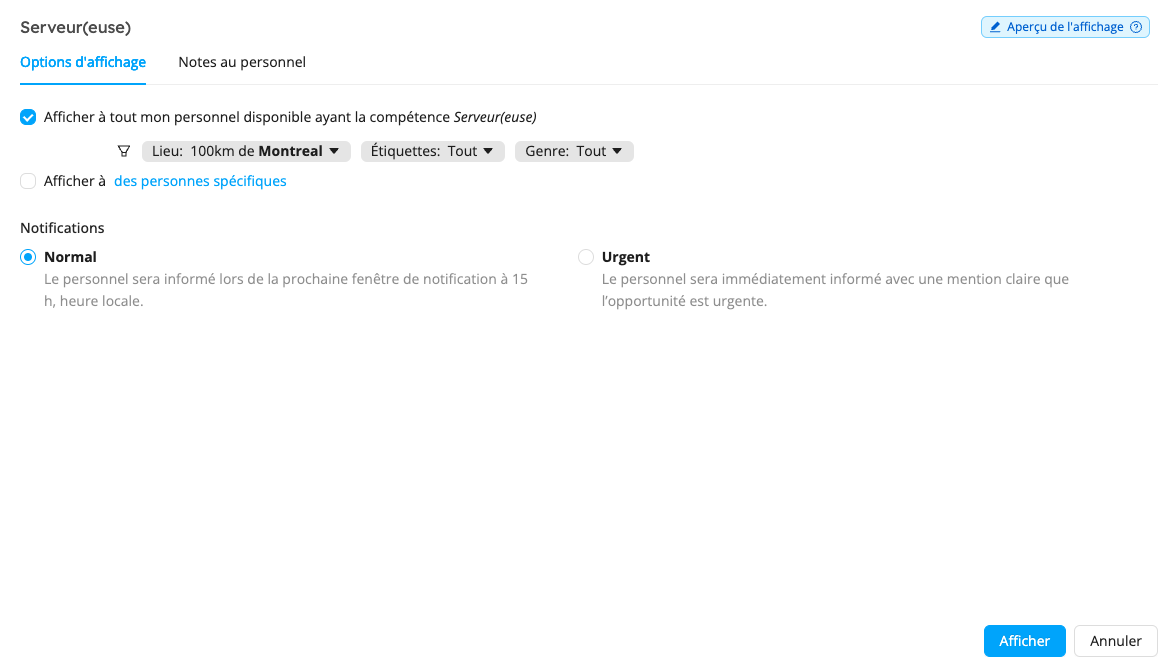 Serveur(euse)
Aperçu de l'affichage
Options d'affichage
Notes au personnel
Afficher à tout mon personnel disponible ayant la compétence Serveur(euse)
Lieu: 100km de Montreal
Étiquettes: Tout
Genre: Tout
Afficher à des personnes spécifiques
Notifications
Normal
Le personnel sera informé lors de la prochaine fenêtre de notification à 15
h, heure locale.
Urgent
Le personnel sera immédiatement informé avec une mention claire que
l’opportunité est urgente.
Afficher
Annuler